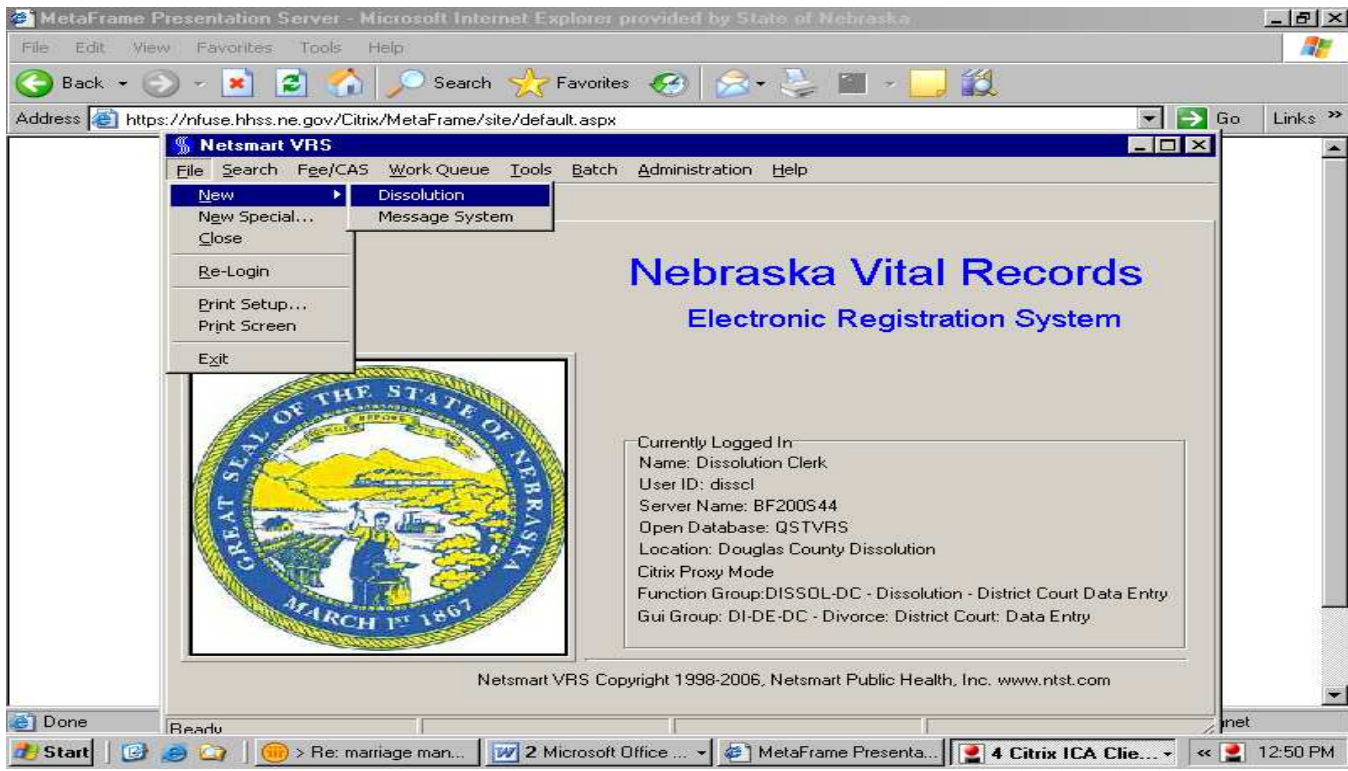 MetaFrame Presentation Server - Microsoft Internet Explorer provided by State of Nebraska
File Edit View Favorites Tools Help
Back Search Favorites
Address https://nfuse.hhss.ne.gov/Citrix/MetaFrame/site/default.aspx Go Links »
Netsmart VRS
File Search Fee/CAS Work Queue Tools Batch Administration Help
New Dissolution
New Special... Message System
Close
Re-Login
Print Setup...
Print Screen
Exit
Nebraska Vital Records
Electronic Registration System
GREAT SEAL OF THE STATE OF NEBRASKA
MARCH 1ST 1867
Currently Logged In
Name: Dissolution Clerk
User ID: disscl
Server Name: BF200S44
Open Database: QSTVRS
Location: Douglas County Dissolution
Citrix Proxy Mode
Function Group:DISSOL-DC - Dissolution - District Court Data Entry
Gui Group: DI-DE-DC - Divorce: District Court: Data Entry
Netsmart VRS Copyright 1998-2006, Netsmart Public Health, Inc. www.ntst.com
Ready
Done
Start > Re: marriage man... 2 Microsoft Office ... MetaFrame Presenta... 4 Citrix ICA Clie... « 12:50 PM